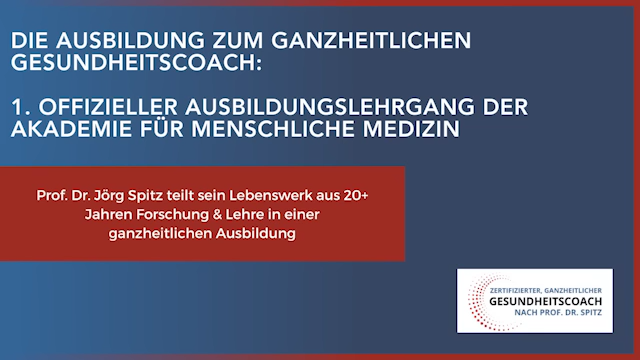 DIE AUSBILDUNG ZUM GANZHEITLICHEN
GESUNDHEITSCOACH:
1. OFFIZIELLER AUSBILDUNGSLEHRGANG DER
AKADEMIE FÜR MENSCHLICHE MEDIZIN
Prof. Dr. Jörg Spitz teilt sein Lebenswerk aus 20+
Jahren Forschung & Lehre in einer
ganzheitlichen Ausbildung
ZERTIFIZIERTER, GANZHEITLICHER
GESUNDHEITSCOACH
NACH PROF. DR. SPITZ